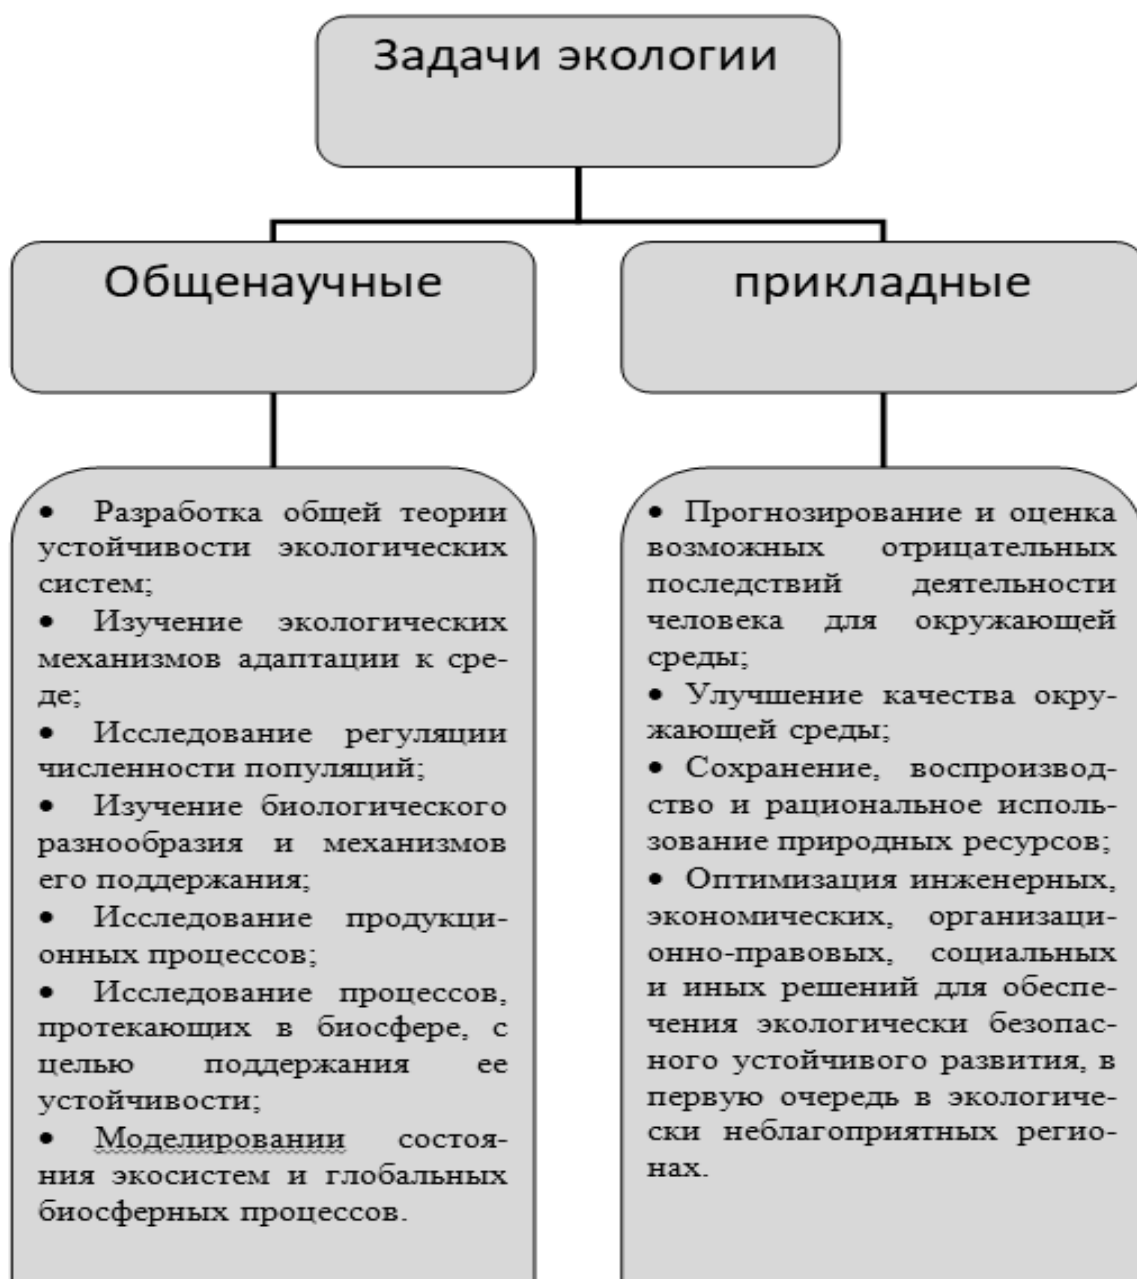 Задачи экологии
Общенаучные
прикладные
• Разработка общей теории
устойчивости экологических
систем;
• Изучение экологических
механизмов адаптации к сре-
де;
• Исследование регуляции
численности популяций;
• Изучение биологического
разнообразия и механизмов
его поддержания;
• Исследование продукци-
онных процессов;
• Исследование процессов,
протекающих в биосфере, с
целью поддержания ее
устойчивости;
• Моделировании состоя-
ния экосистем и глобальных
биосферных процессов.
• Прогнозирование и оценка
возможных отрицательных
последствий деятельности
человека для окружающей
среды;
• Улучшение качества окру-
жающей среды;
• Сохранение, воспроизвод-
ство и рациональное исполь-
зование природных ресурсов;
• Оптимизация инженерных,
экономических, организаци-
онно-правовых, социальных
и иных решений для обеспе-
чения экологически безопас-
ного устойчивого развития, в
первую очередь в экологиче-
ски неблагоприятных регио-
нах.